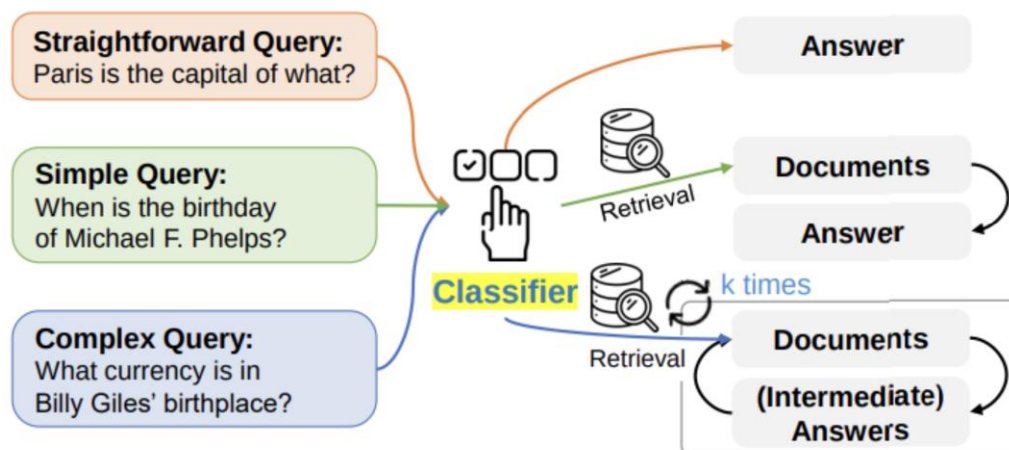 Straightforward Query:
Paris is the capital of what?
Simple Query:
When is the birthday
of Michael F. Phelps?
Complex Query:
What currency is in
Billy Giles’ birthplace?
Classifier
Answer
Retrieval
Documents
Answer
Retrieval
k times
Documents
(Intermediate)
Answers